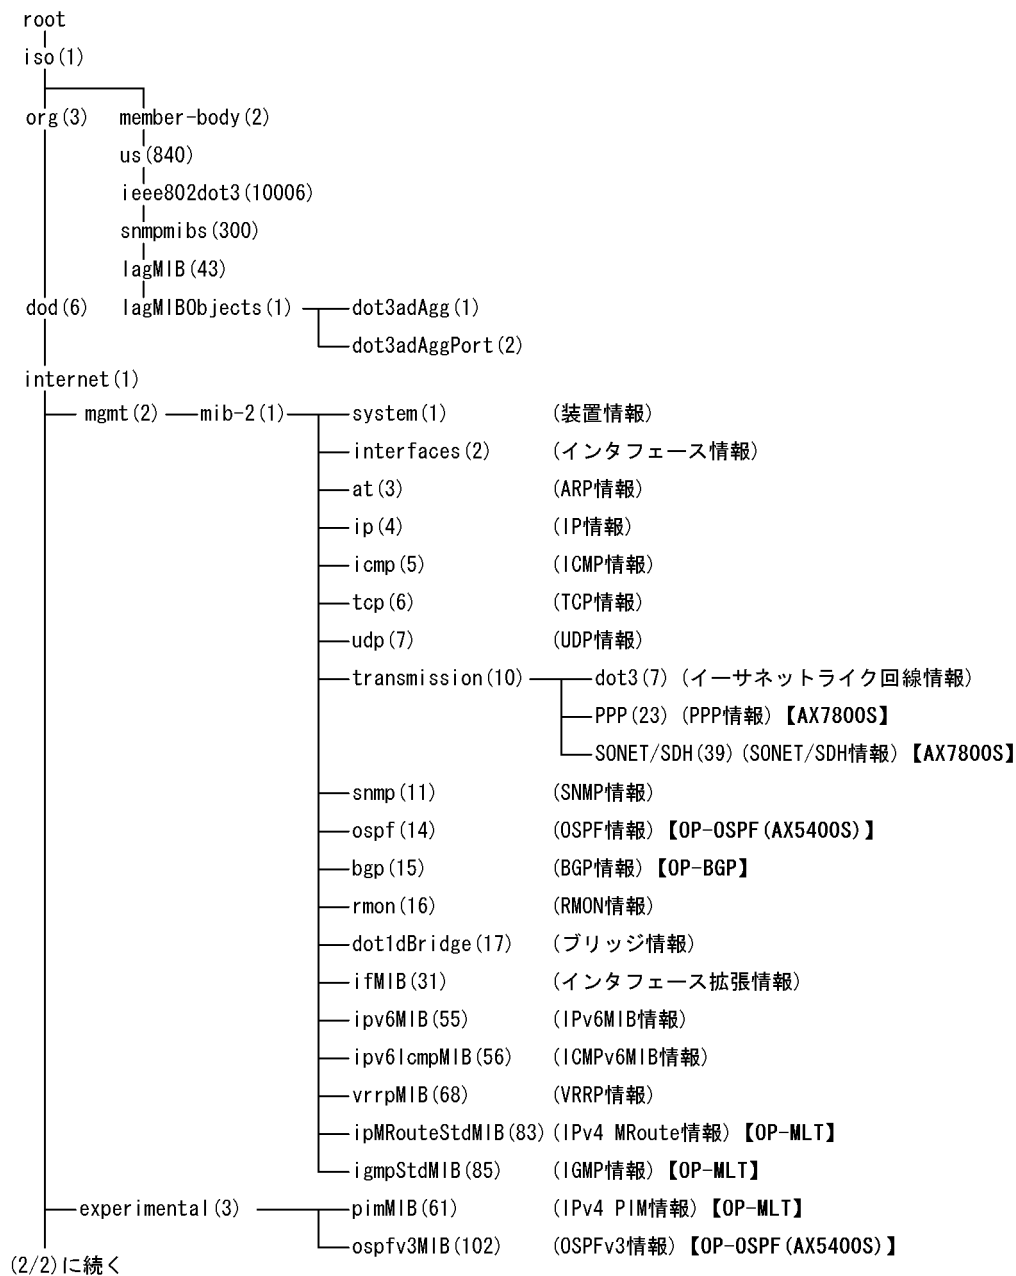 root
iso(1)
org(3) member-body(2)
us(840)
ieee802dot3(10006)
snmpmibs(300)
lagMIB(43)
dod(6) lagMIBObjects(1) dot3adAgg(1)
dot3adAggPort(2)
internet(1)
mgmt(2) mib-2(1) system(1) (装置情報)
interfaces(2) (インタフェース情報)
at(3) (ARP情報)
ip(4) (IP情報)
icmp(5) (ICMP情報)
tcp(6) (TCP情報)
udp(7) (UDP情報)
transmission(10) dot3(7) (イーサネットライク回線情報)
PPP(23) (PPP情報)【AX7800S】
SONET/SDH(39) (SONET/SDH情報)【AX7800S】
snmp(11) (SNMP情報)
ospf(14) (OSPF情報)【OP-OSPF(AX5400S)】
bgp(15) (BGP情報)【OP-BGP】
rmon(16) (RMON情報)
dot1dBridge(17) (ブリッジ情報)
ifMIB(31) (インタフェース拡張情報)
ipv6MIB(55) (IPv6MIB情報)
ipv6IcmpMIB(56) (ICMPv6MIB情報)
vrrpMIB(68) (VRRP情報)
ipMRouteStdMIB(83) (IPv4 MRoute情報)【OP-MLT】
igmpStdMIB(85) (IGMP情報)【OP-MLT】
experimental(3) pimMIB(61) (IPv4 PIM情報)【OP-MLT】
ospfv3MIB(102) (OSPFv3情報)【OP-OSPF(AX5400S)】
(2/2)に続く